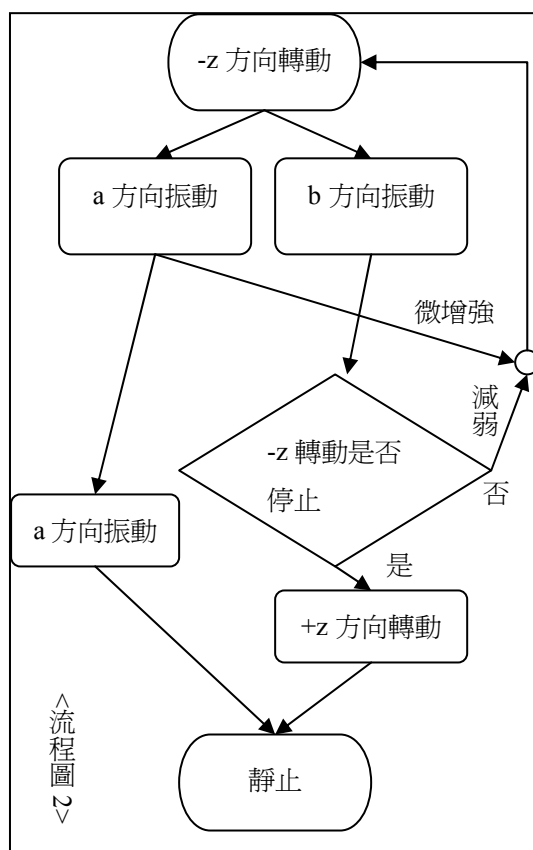 -z 方向轉動
a 方向振動
b 方向振動
微增強
減弱
-z 轉動是否
停止
否
a 方向振動
是
+z 方向轉動
<流程圖 2>
靜止